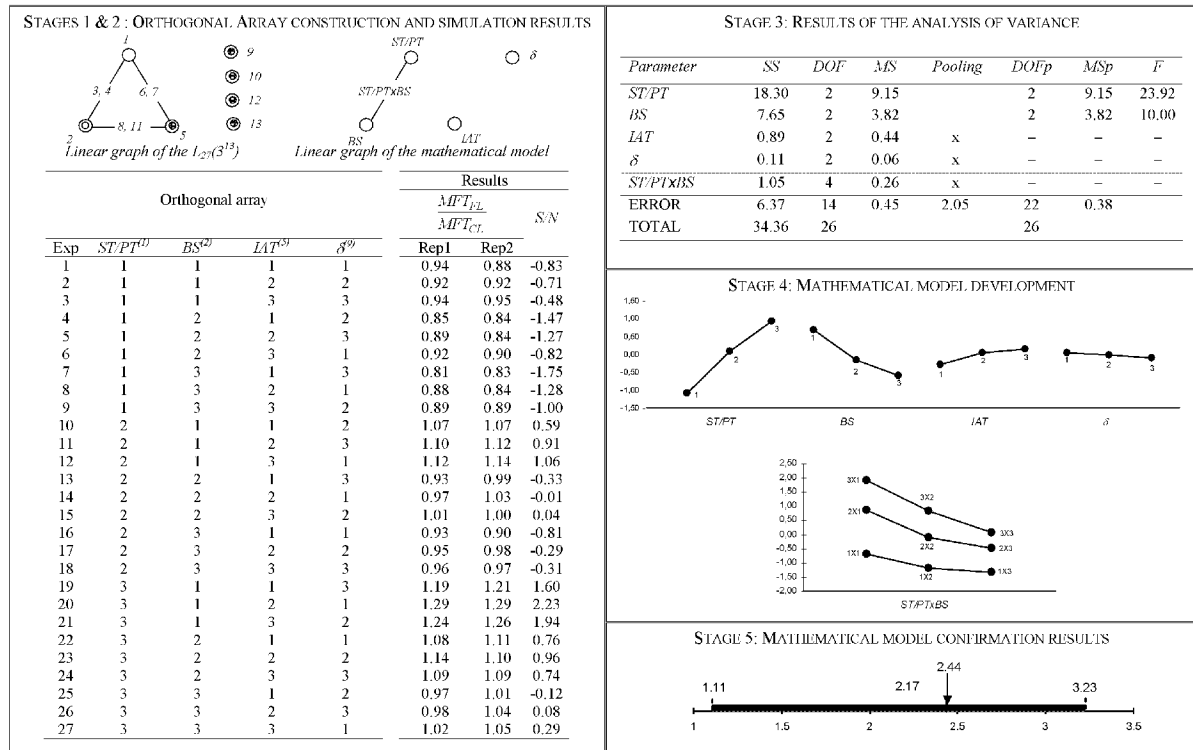 STAGES 1 & 2 : ORTHOGONAL ARRAY CONSTRUCTION AND SIMULATION RESULTS
1
3, 4
6, 7
2
8, 11
5
9
10
12
13
Linear graph of the L27(3^13)
ST/PT
δ
ST/PTxBS
BS
IAT
Linear graph of the mathematical model
Orthogonal array
Results
MFT_FL
MFT_CL
S/N
Exp ST/PT^(1) BS^(2) IAT^(5) δ^(9) Rep1 Rep2
1 1 1 1 1 0.94 0.88 -0.83
2 1 1 2 2 0.92 0.92 -0.71
3 1 1 3 3 0.94 0.95 -0.48
4 1 2 1 2 0.85 0.84 -1.47
5 1 2 2 3 0.89 0.84 -1.27
6 1 2 3 1 0.92 0.90 -0.82
7 1 3 1 3 0.81 0.83 -1.75
8 1 3 2 1 0.88 0.84 -1.28
9 1 3 3 2 0.89 0.89 -1.00
10 2 1 1 2 1.07 1.07 0.59
11 2 1 2 3 1.10 1.12 0.91
12 2 1 3 1 1.12 1.14 1.06
13 2 2 1 3 0.93 0.99 -0.33
14 2 2 2 1 0.97 1.03 -0.01
15 2 2 3 2 1.01 1.00 0.04
16 2 3 1 1 0.93 0.90 -0.81
17 2 3 2 2 0.95 0.98 -0.29
18 2 3 3 3 0.96 0.97 -0.31
19 3 1 1 3 1.19 1.21 1.60
20 3 1 2 1 1.29 1.29 2.23
21 3 1 3 2 1.24 1.26 1.94
22 3 2 1 1 1.08 1.11 0.76
23 3 2 2 2 1.14 1.10 0.96
24 3 2 3 3 1.09 1.09 0.74
25 3 3 1 2 0.97 1.01 -0.12
26 3 3 2 3 0.98 1.04 0.08
27 3 3 3 1 1.02 1.05 0.29
STAGE 3: RESULTS OF THE ANALYSIS OF VARIANCE
Parameter SS DOF MS Pooling DOFp MSp F
ST/PT 18.30 2 9.15 2 9.15 23.92
BS 7.65 2 3.82 2 3.82 10.00
IAT 0.89 2 0.44 x – – –
δ 0.11 2 0.06 x – – –
ST/PTxBS 1.05 4 0.26 x – – –
ERROR 6.37 14 0.45 2.05 22 0.38
TOTAL 34.36 26 26
STAGE 4: MATHEMATICAL MODEL DEVELOPMENT
1,60
1,00
0,50
0,00
-0,50
-1,00
-1,50
1 2 3
1 2 3
1 2 3
1 2 3
ST/PT BS IAT δ
2,50
2,00
1,50
1,00
0,50
0,00
-0,50
-1,00
-1,50
-2,00
3X1 3X2 3X3
2X1 2X2 2X3
1X1 1X2 1X3
ST/PTxBS
STAGE 5: MATHEMATICAL MODEL CONFIRMATION RESULTS
2.44
1.11 2.17 3.23
1 1.5 2 2.5 3 3.5